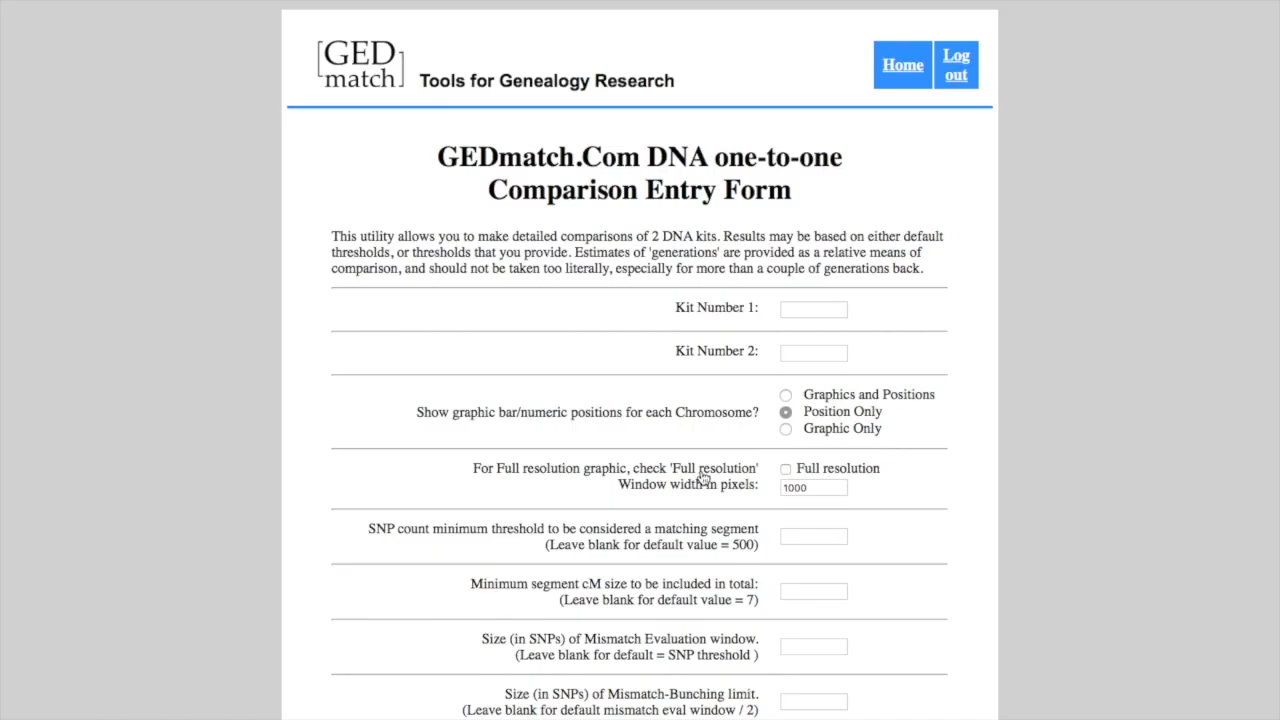 [GED
match]
Tools for Genealogy Research
Home
Log
out
GEDmatch.Com DNA one-to-one
Comparison Entry Form
This utility allows you to make detailed comparisons of 2 DNA kits. Results may be based on either default
thresholds, or thresholds that you provide. Estimates of 'generations' are provided as a relative means of
comparison, and should not be taken too literally, especially for more than a couple of generations back.
Kit Number 1:
Kit Number 2:
Show graphic bar/numeric positions for each Chromosome?
Graphics and Positions
Position Only
Graphic Only
For Full resolution graphic, check 'Full resolution'
Window width in pixels:
Full resolution
1000
SNP count minimum threshold to be considered a matching segment
(Leave blank for default value = 500)
Minimum segment cM size to be included in total:
(Leave blank for default value = 7)
Size (in SNPs) of Mismatch Evaluation window.
(Leave blank for default = SNP threshold )
Size (in SNPs) of Mismatch-Bunching limit.
(Leave blank for default mismatch eval window / 2)